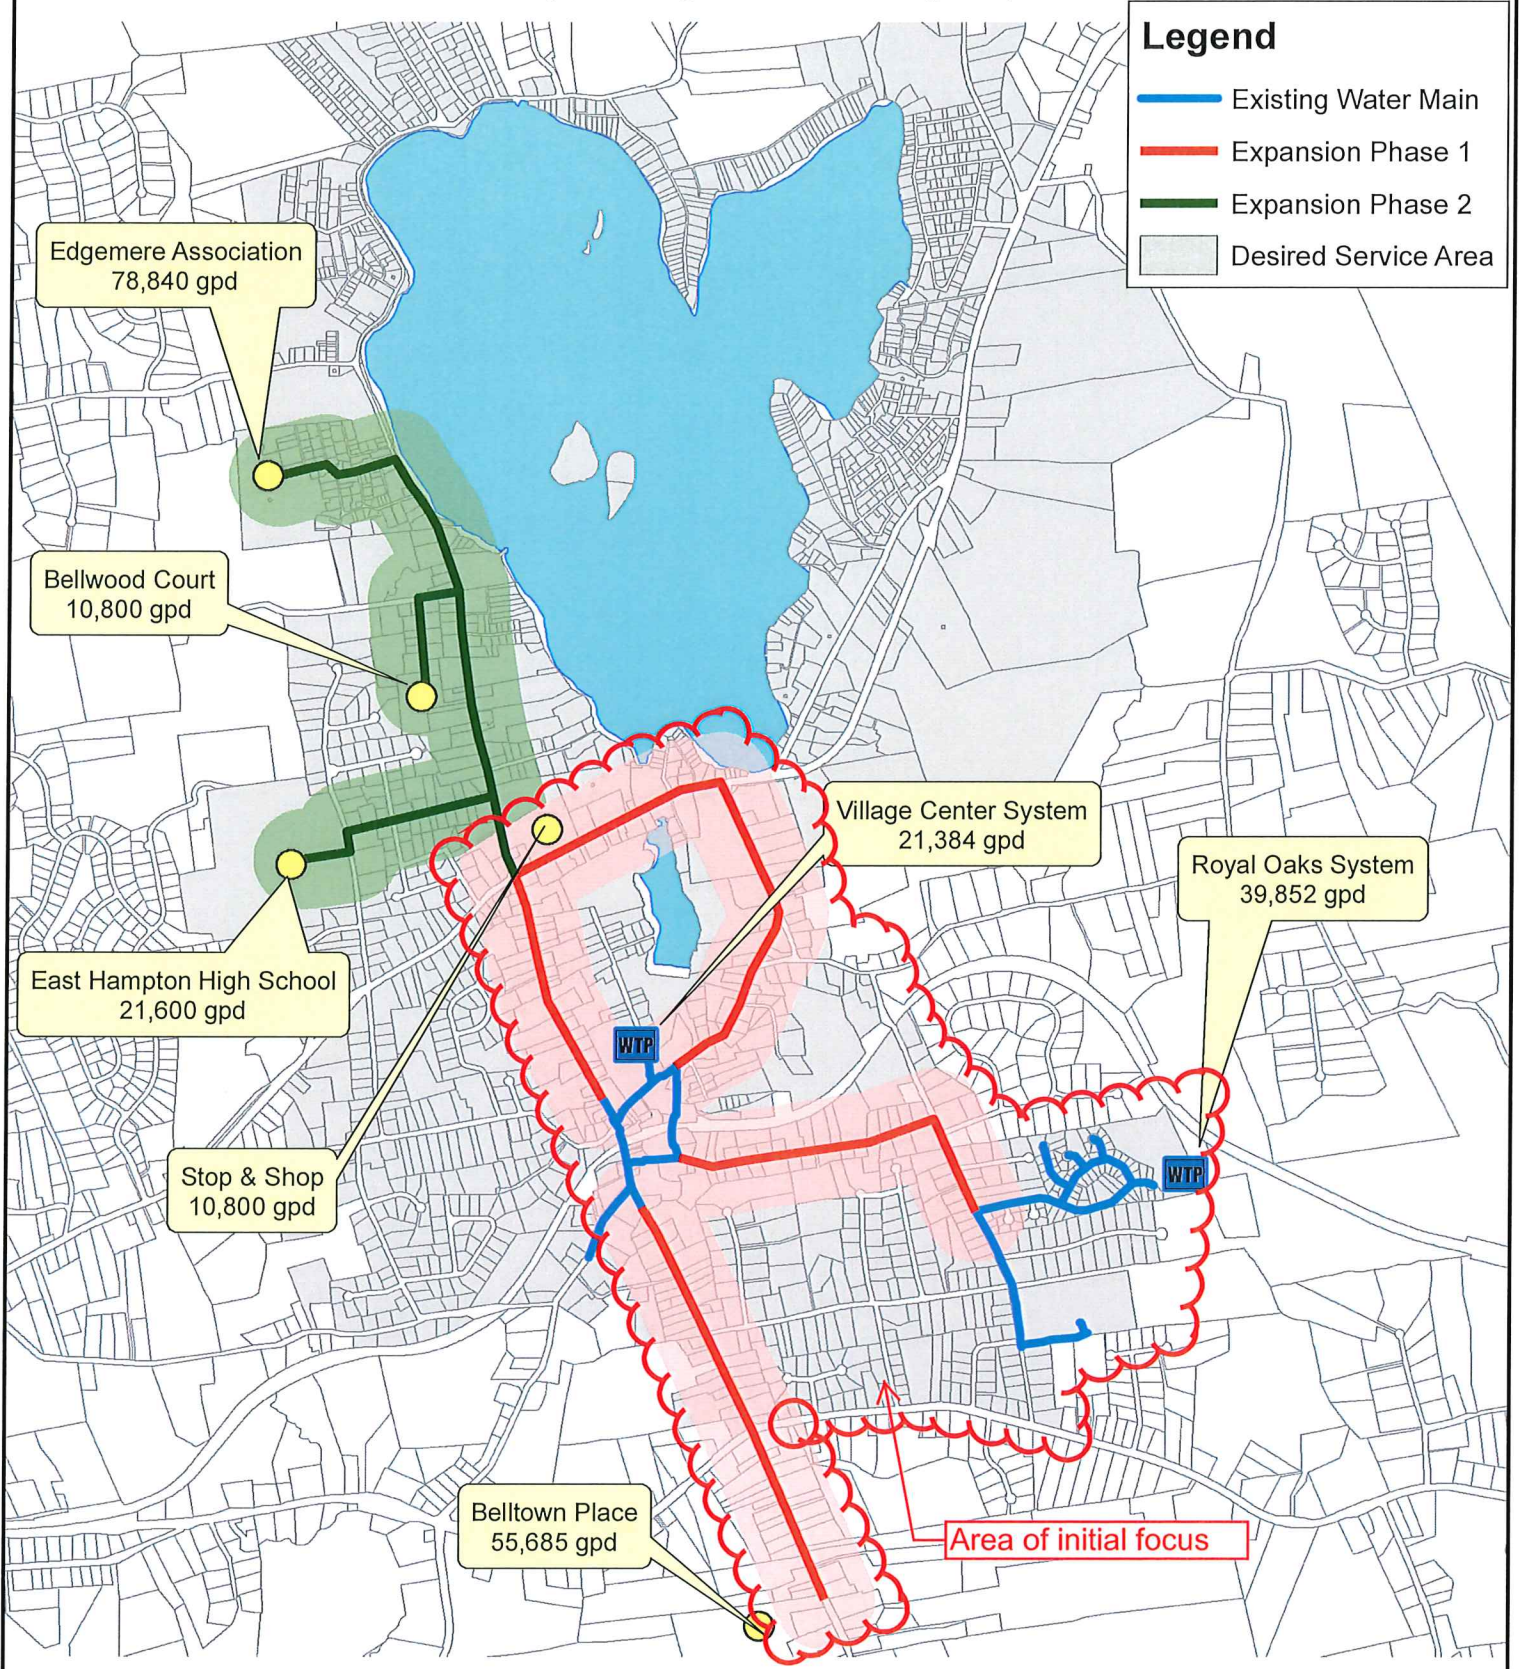 Legend
Existing Water Main
Expansion Phase 1
Expansion Phase 2
Desired Service Area
Edgemere Association
78,840 gpd
Bellwood Court
10,800 gpd
Village Center System
21,384 gpd
Royal Oaks System
39,852 gpd
East Hampton High School
21,600 gpd
WTP
Stop & Shop
10,800 gpd
WTP
Belltown Place
55,685 gpd
Area of initial focus